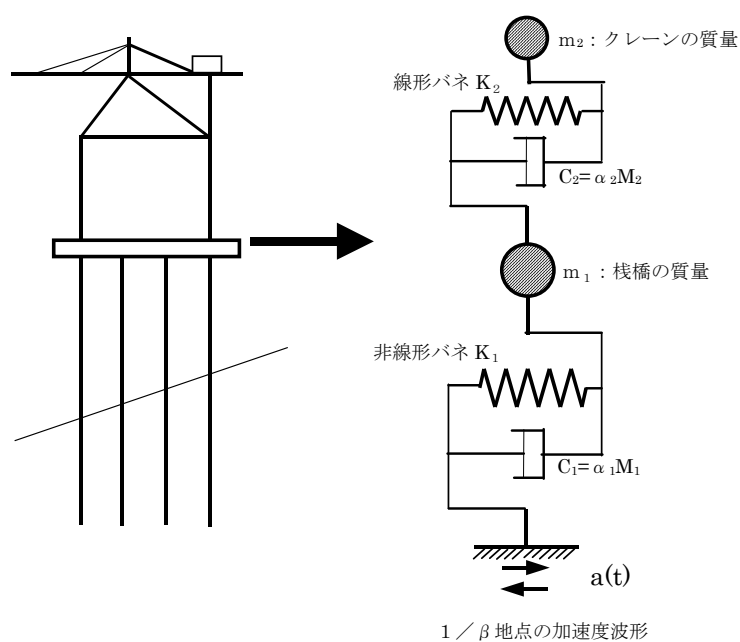 m₂：クレーンの質量
線形バネ K₂
C₂=α₂M₂
m₁：桟橋の質量
非線形バネ K₁
C₁=α₁M₁
a(t)
1／β地点の加速度波形